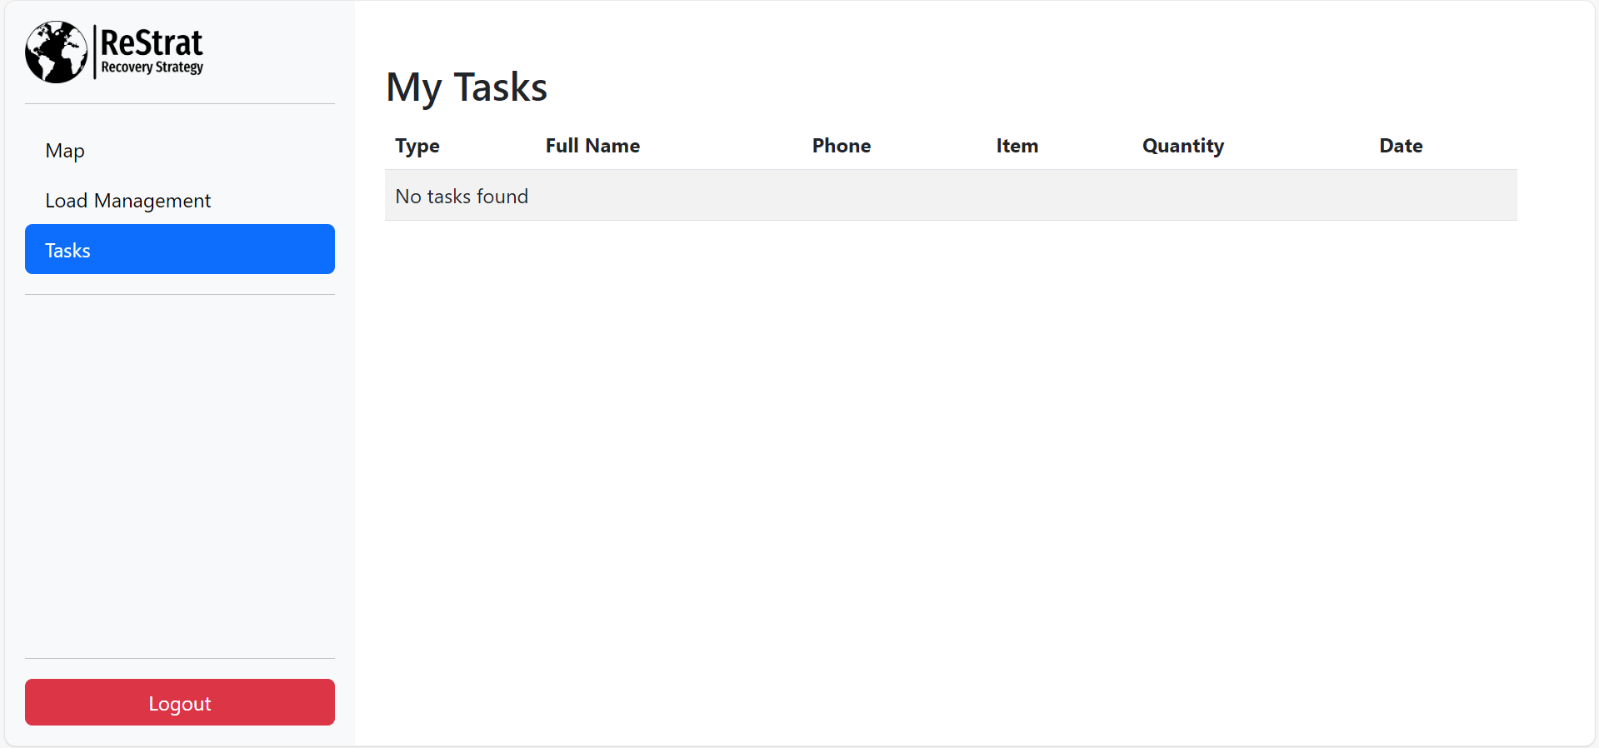 ReStrat
Recovery Strategy
Map
Load Management
Tasks
Logout
My Tasks
Type Full Name Phone Item Quantity Date
No tasks found